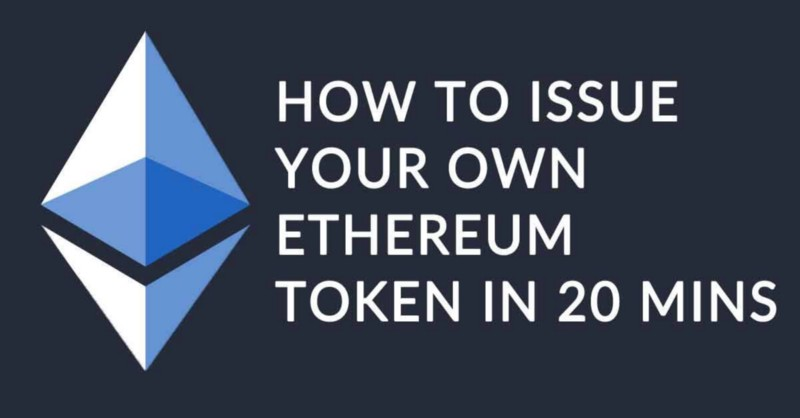 HOW TO ISSUE
YOUR OWN
ETHEREUM
TOKEN IN 20 MINS